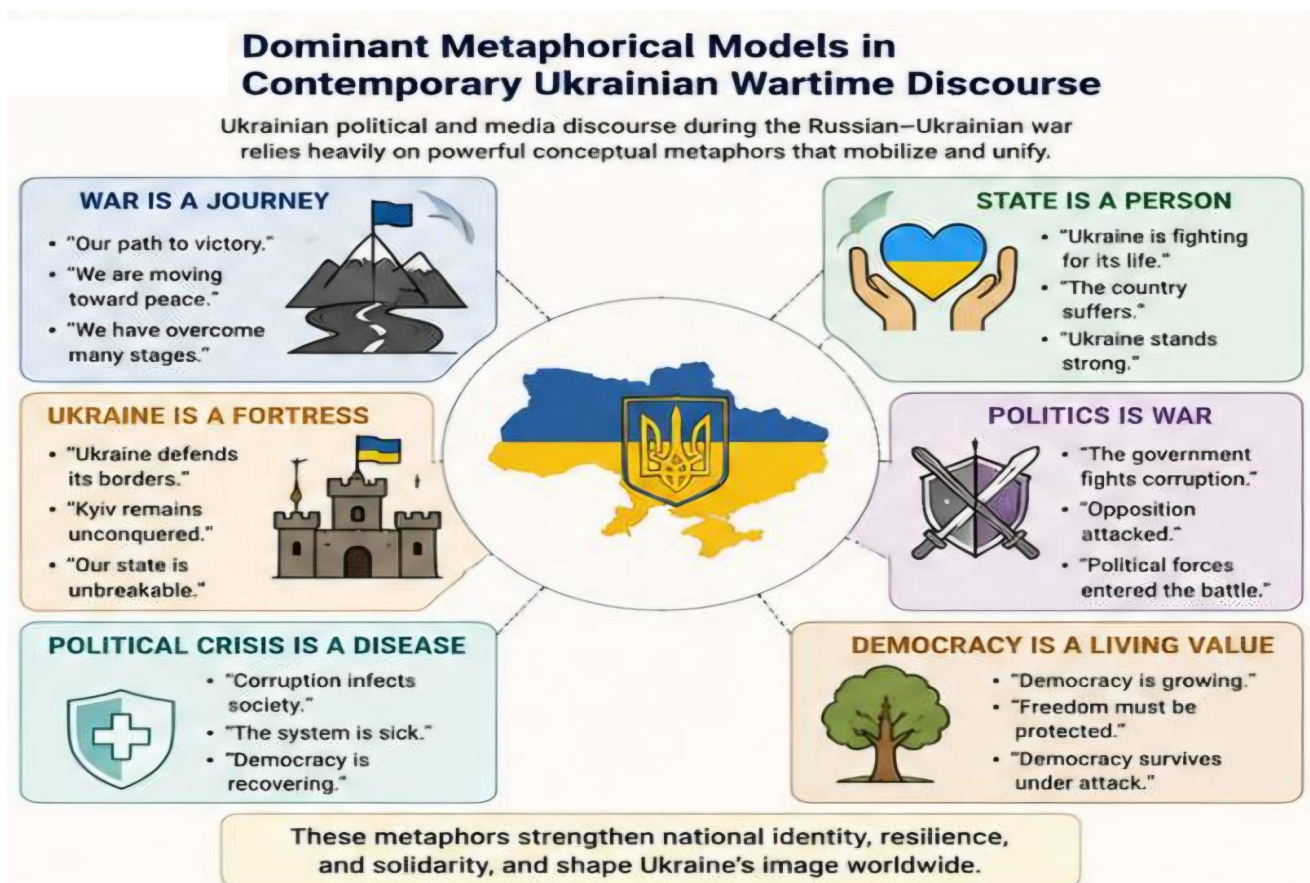 Dominant Metaphorical Models in
Contemporary Ukrainian Wartime Discourse
Ukrainian political and media discourse during the Russian–Ukrainian war
relies heavily on powerful conceptual metaphors that mobilize and unify.
WAR IS A JOURNEY
• "Our path to victory."
• "We are moving
toward peace."
• "We have overcome
many stages."
STATE IS A PERSON
• "Ukraine is fighting
for its life."
• "The country
suffers."
• "Ukraine stands
strong."
UKRAINE IS A FORTRESS
• "Ukraine defends
its borders."
• "Kyiv remains
unconquered."
• "Our state is
unbreakable."
POLITICS IS WAR
• "The government
fights corruption."
• "Opposition
attacked."
• "Political forces
entered the battle."
POLITICAL CRISIS IS A DISEASE
• "Corruption infects
society."
• "The system is sick."
• "Democracy is
recovering."
DEMOCRACY IS A LIVING VALUE
• "Democracy is growing."
• "Freedom must be
protected."
• "Democracy survives
under attack."
These metaphors strengthen national identity, resilience,
and solidarity, and shape Ukraine's image worldwide.